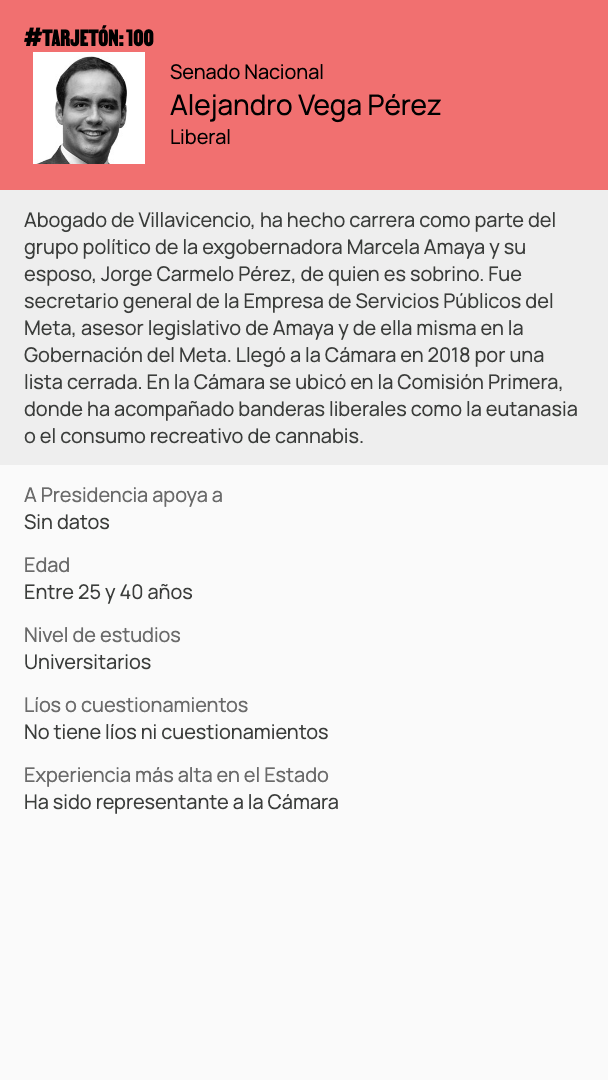 #TARJETÓN: 100
Senado Nacional
Alejandro Vega Pérez
Liberal
Abogado de Villavicencio, ha hecho carrera como parte del
grupo político de la exgobernadora Marcela Amaya y su
esposo, Jorge Carmelo Pérez, de quien es sobrino. Fue
secretario general de la Empresa de Servicios Públicos del
Meta, asesor legislativo de Amaya y de ella misma en la
Gobernación del Meta. Llegó a la Cámara en 2018 por una
lista cerrada. En la Cámara se ubicó en la Comisión Primera,
donde ha acompañado banderas liberales como la eutanasia
o el consumo recreativo de cannabis.
A Presidencia apoya a
Sin datos
Edad
Entre 25 y 40 años
Nivel de estudios
Universitarios
Líos o cuestionamientos
No tiene líos ni cuestionamientos
Experiencia más alta en el Estado
Ha sido representante a la Cámara